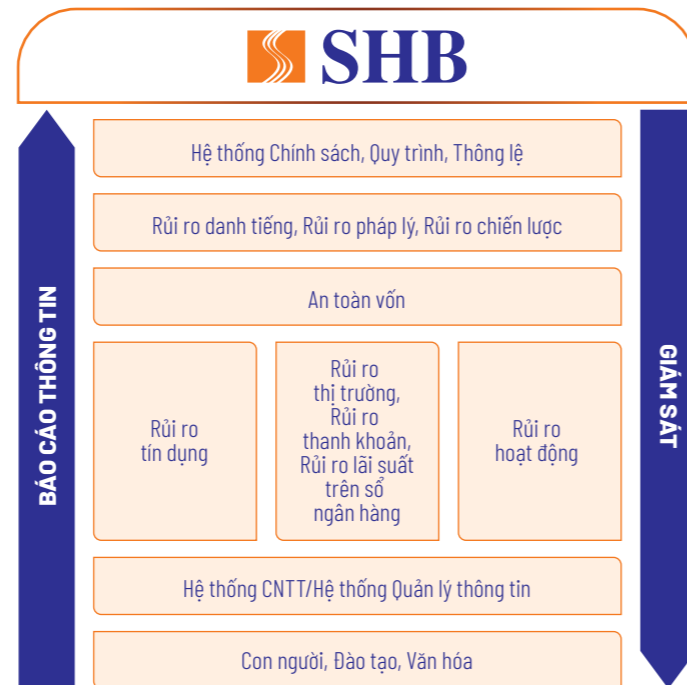 SHB
BÁO CÁO THÔNG TIN
Hệ thống Chính sách, Quy trình, Thông lệ
Rủi ro danh tiếng, Rủi ro pháp lý, Rủi ro chiến lược
An toàn vốn
Rủi ro
tín dụng
Rủi ro
thị trường,
Rủi ro
thanh khoản,
Rủi ro lãi suất
trên sổ
ngân hàng
Rủi ro
hoạt động
Hệ thống CNTT/Hệ thống Quản lý thông tin
Con người, Đào tạo, Văn hóa
GIÁM SÁT